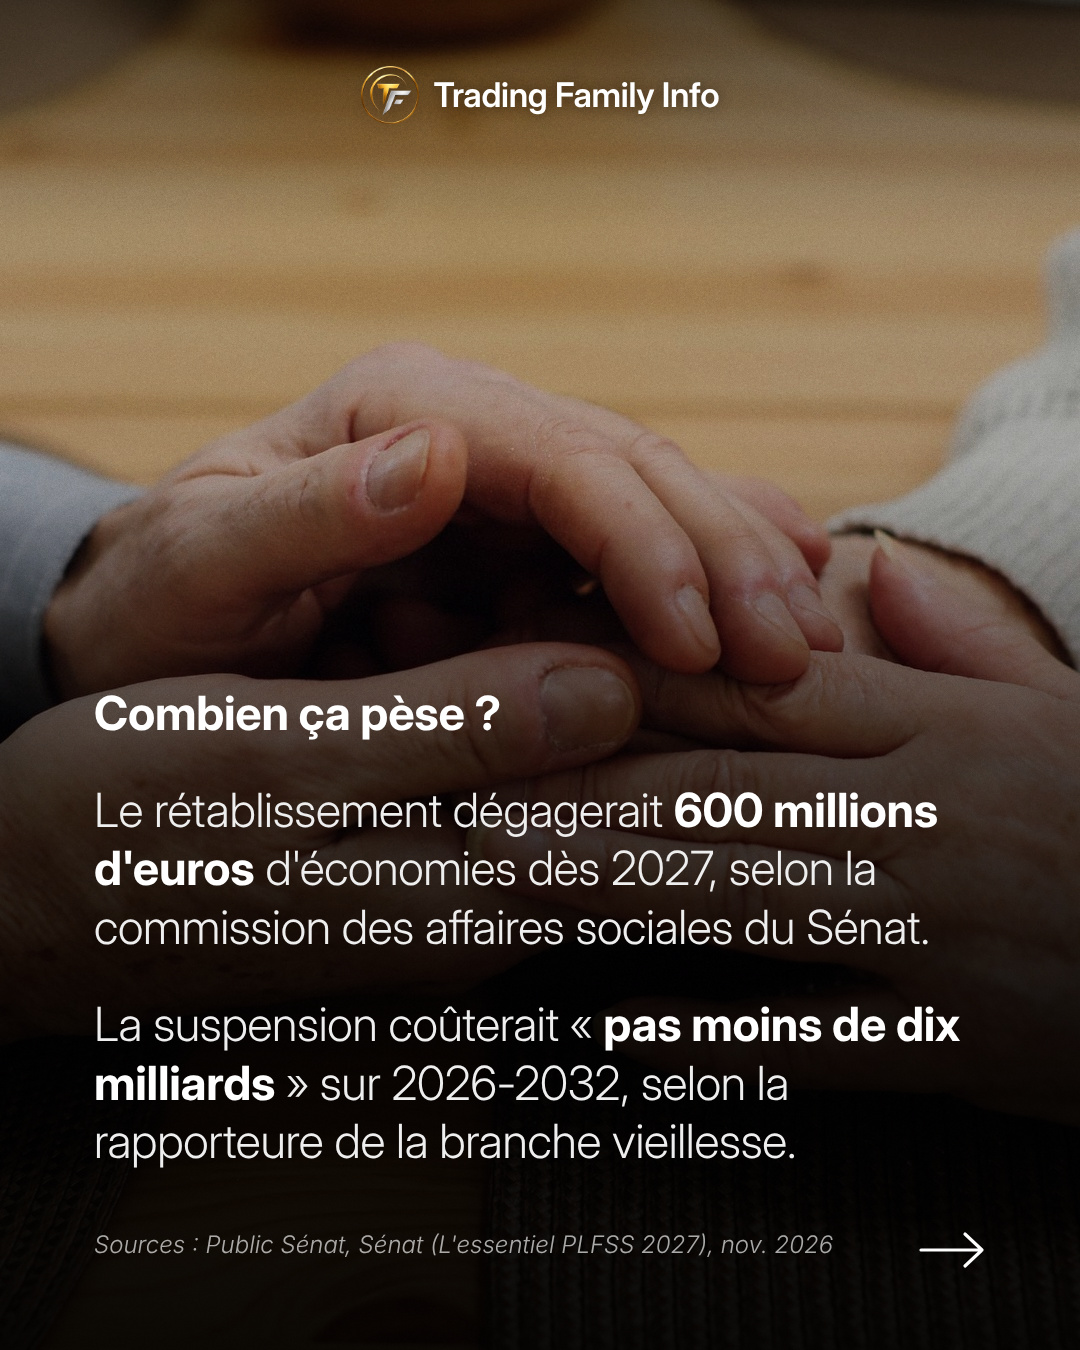 TF Trading Family Info
Combien ça pèse ?
Le rétablissement dégagerait 600 millions
d'euros d'économies dès 2027, selon la
commission des affaires sociales du Sénat.
La suspension coûterait « pas moins de dix
milliards » sur 2026-2032, selon la
rapporteure de la branche vieillesse.
Sources : Public Sénat, Sénat (L'essentiel PLFSS 2027), nov. 2026